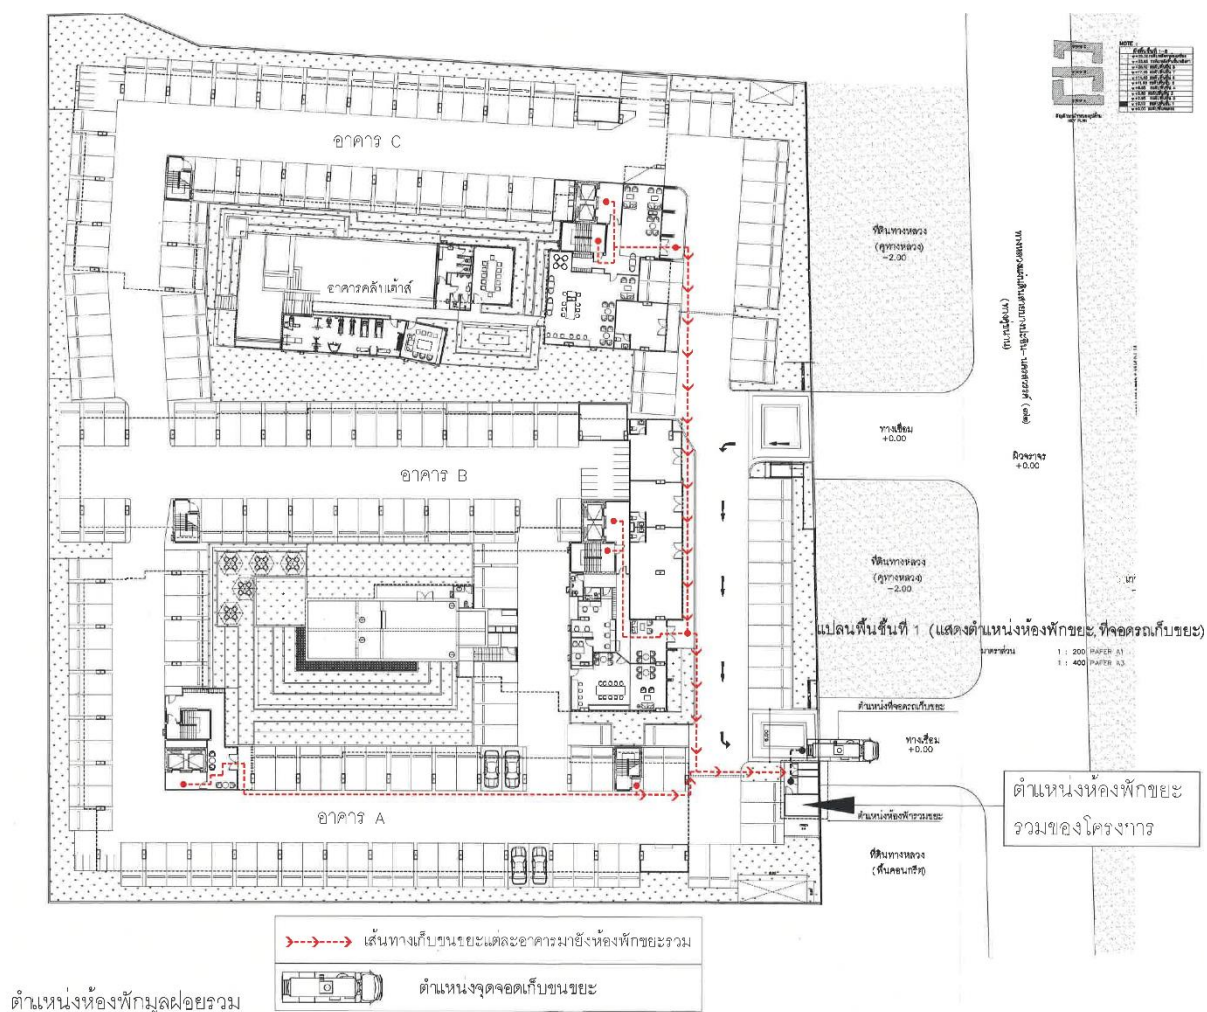 NOTE :
KEY PLAN
อาคาร C
ที่ดินทางหลวง
(คูทางหลวง)
-2.00
อาคารคลับเฮ้าส์
ทางเชื่อม
+0.00
ผิวจราจร
+0.00
อาคาร B
ที่ดินทางหลวง
(คูทางหลวง)
-2.00
แปลนพื้นชั้นที่ 1 (แสดงตำแหน่งห้องพักขยะ, ที่จอดรถเก็บขยะ)
มาตราส่วน 1 : 200 PAPER A1
1 : 400 PAPER A3
ตำแหน่งที่จอดรถเก็บขยะ
ทางเชื่อม
+0.00
6.00
ตำแหน่งห้องพักขยะ
รวมของโครงการ
อาคาร A
ตำแหน่งห้องพักรวมขยะ
ที่ดินทางหลวง
(พื้นคอนกรีต)
เส้นทางเก็บขนขยะแต่ละอาคารมายังห้องพักขยะรวม
ตำแหน่งจุดจอดเก็บขนขยะ
ตำแหน่งห้องพักมูลฝอยรวม